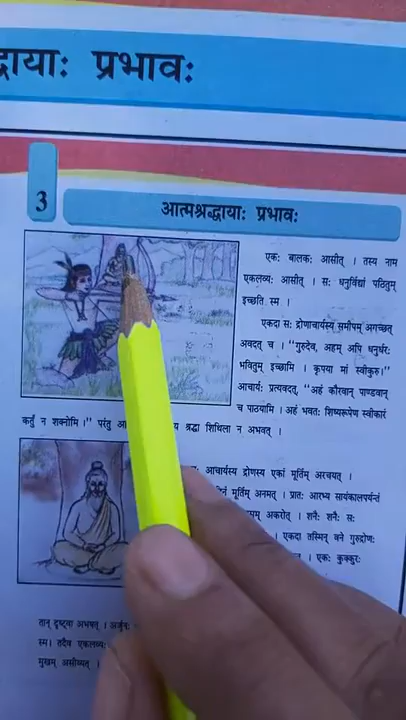 प्रभावः
3
आत्मश्रद्धायाः प्रभावः
एकः बालकः आसीत् । तस्य नाम
एकलव्यः आसीत् । सः धनुर्विद्यां पठितुम्
इच्छति स्म ।
एकदा सः द्रोणाचार्यस्य समीपम् अगच्छत्
अवदत् च । "गुरुदेव, अहम् अपि धनुर्धरः
भवितुम् इच्छामि । कृपया मां स्वीकुरु।"
आचार्यः प्रत्यवदत्, "अहं कौरवान् पाण्डवान्
च पाठयामि । अहं भवतः शिष्यरूपेण स्वीकारं
कर्तुं न शक्नोमि ।" परंतु श्रद्धा शिथिला न अभवत् ।
आचार्यस्य द्रोणस्य एकां मूर्तिम् अरचयत् ।
मूर्तिम् अनमत् । प्रातः आरभ्य सायंकालपर्यन्तं
अकरोत् । शनैः शनैः सः
एकदा तस्मिन् वने गुरुद्रोणः
एकः कुक्कुरः
तान् दृष्ट्वा अभषत् ।
स्म। तदैव
मुखम् असीव्यत् ।